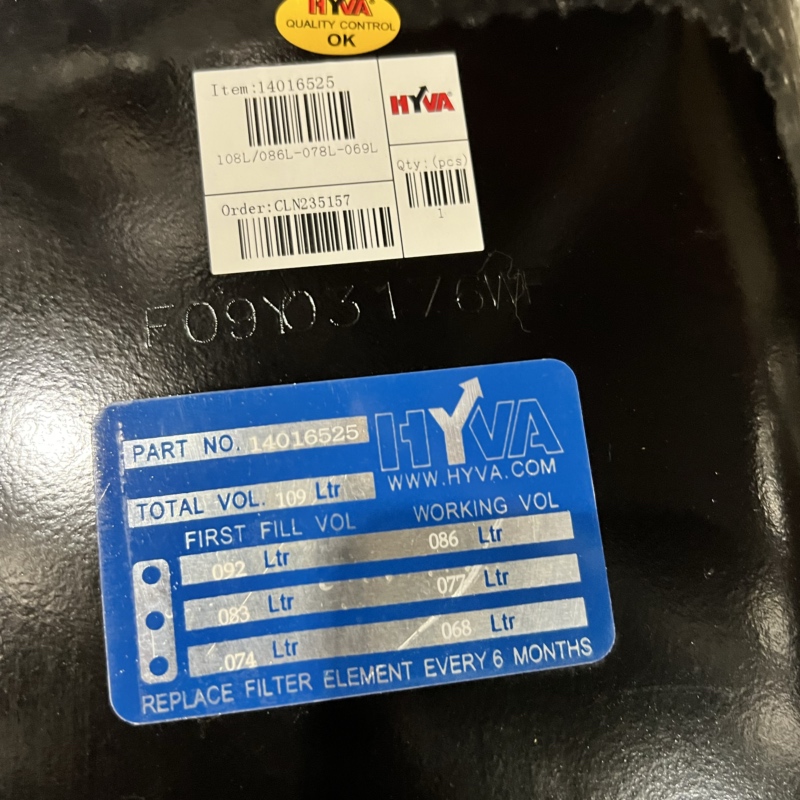 HYVA®
QUALITY CONTROL
OK
Item:14016525
108L/086L-078L-069L
HYVA®
Qty:(pcs)
1
Order:CLN235157
F09Y03176W
PART NO. 14016525
HYVA
WWW.HYVA.COM
TOTAL VOL. 109 Ltr
FIRST FILL VOL WORKING VOL
092 Ltr 086 Ltr
083 Ltr 077 Ltr
074 Ltr 068 Ltr
REPLACE FILTER ELEMENT EVERY 6 MONTHS